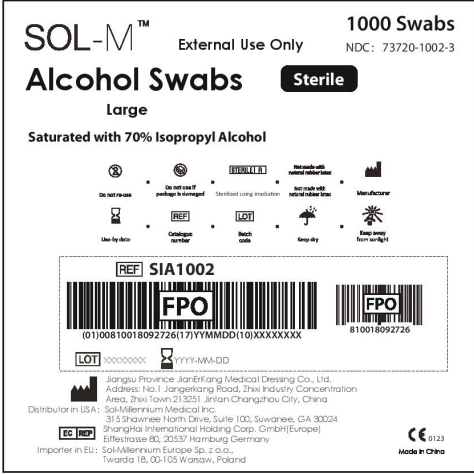 SOL-M™
External Use Only
1000 Swabs
NDC: 73720-1002-3
Alcohol Swabs
Sterile
Large
Saturated with 70% Isopropyl Alcohol
STERILE R
Not made with
natural rubber latex
Do not re-use
Do not use if
package is damaged
Sterilized using irradiation
Not made with
natural rubber latex
Manufacturer
REF
LOT
Use by date
Catalogue
number
Batch
code
Keep dry
Keep away
from sunlight
REF SIA1002
FPO
FPO
(01)00810018092726(17)YYMMDD(10)XXXXXXXX
810018092726
LOT XXXXXXXX YYYY-MM-DD
Jiangsu Province JianErKang Medical Dressing Co., Ltd.
Address: No.1 Jangerkang Road, Zhixi Industry Concentration
Area, Zhixi Town 213251 Jintan Changzhou City, China
Distributor in USA: Sol-Millennium Medical Inc.
315 Shawnee North Drive, Suite 100, Suwanee, GA 30024
EC REP ShangHai International Holding Corp. GmbH(Europe)
Eiffestrasse 80, 20537 Hamburg Germany
CE 0123
Importer in EU: Sol-Millennium Europe Sp. z o.o.,
Twarda 18, 00-105 Warsaw, Poland
Made in China